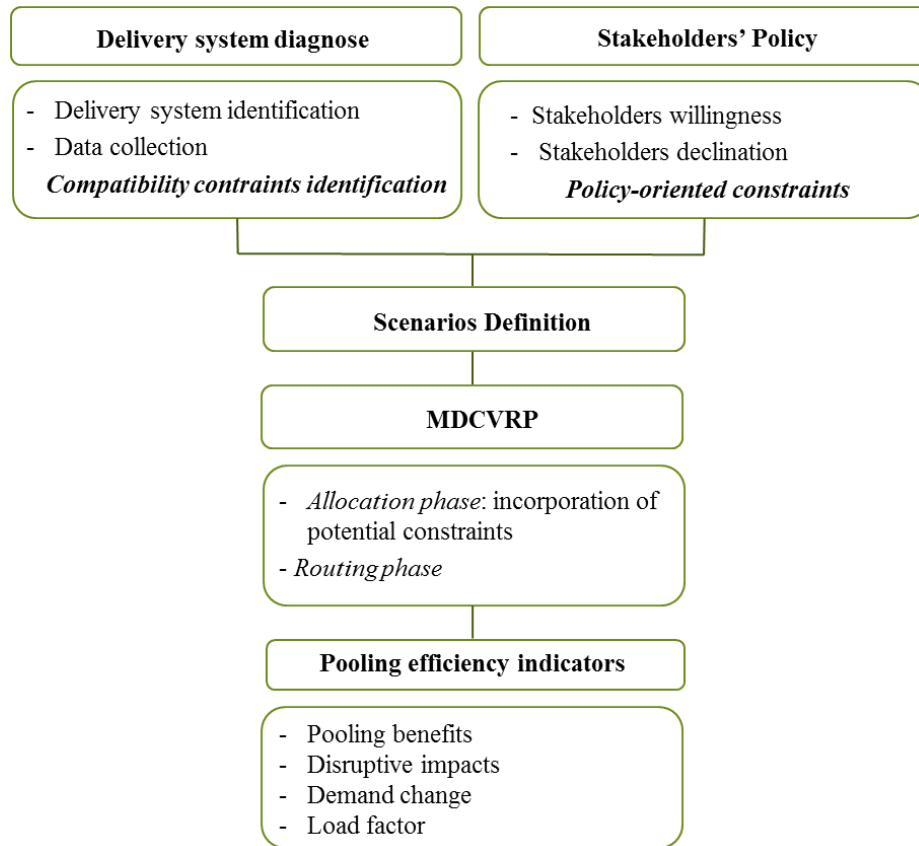 Delivery system diagnose
- Delivery system identification
- Data collection
Compatibility contraints identification
Stakeholders’ Policy
- Stakeholders willingness
- Stakeholders declination
Policy-oriented constraints
Scenarios Definition
MDCVRP
- Allocation phase: incorporation of
potential constraints
- Routing phase
Pooling efficiency indicators
- Pooling benefits
- Disruptive impacts
- Demand change
- Load factor